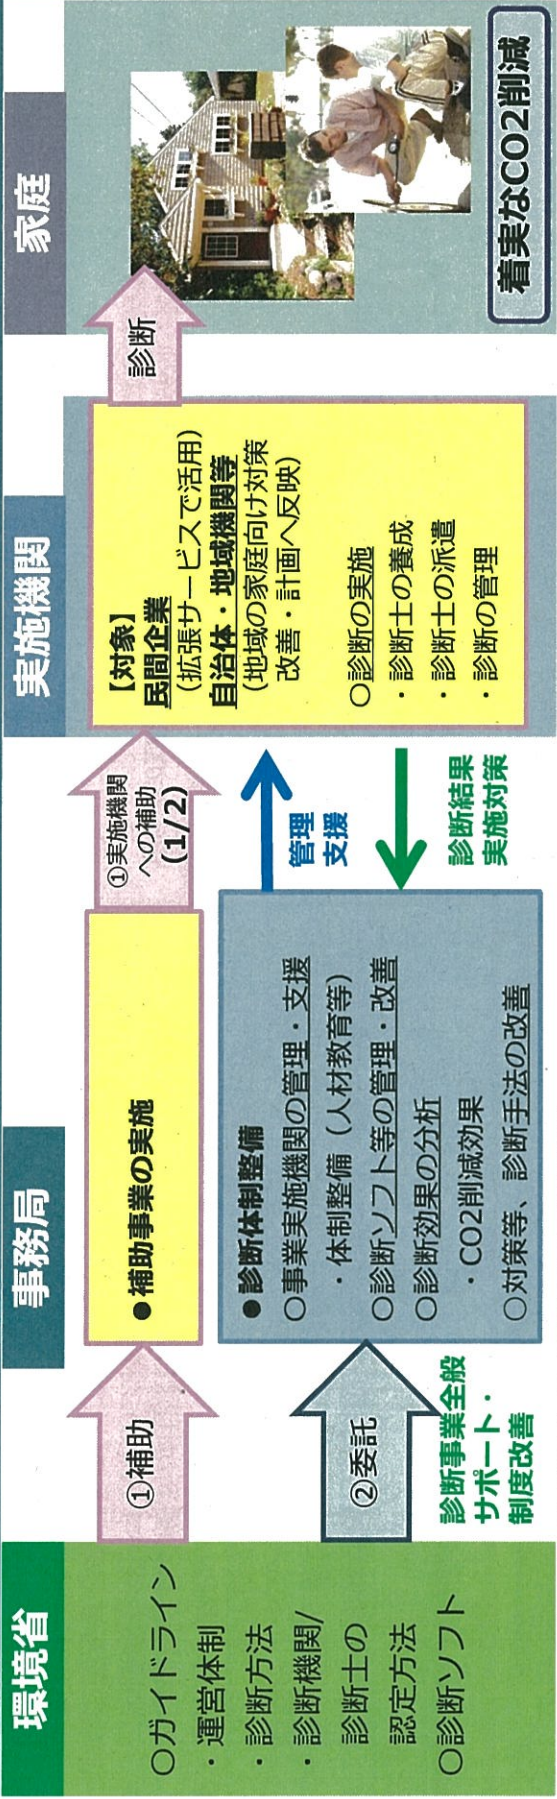 環境省
○ガイドライン
・運営体制
・診断方法
・診断機関/
診断士の
認定方法
○診断ソフト
①補助
②委託
診断事業全般
サポート・
制度改善
事務局
●補助事業の実施
●診断体制整備
○事業実施機関の管理・支援
・体制整備（人材教育等）
○診断ソフト等の管理・改善
○診断効果の分析
・CO2削減効果
○対策等、診断手法の改善
①実施機関
への補助
(1/2)
管理
支援
診断結果
実施対策
実施機関
【対象】
民間企業
（拡張サービスで活用）
自治体・地域機関等
（地域の家庭向け対策
改善・計画へ反映）
○診断の実施
・診断士の養成
・診断士の派遣
・診断の管理
診断
家庭
着実なCO2削減